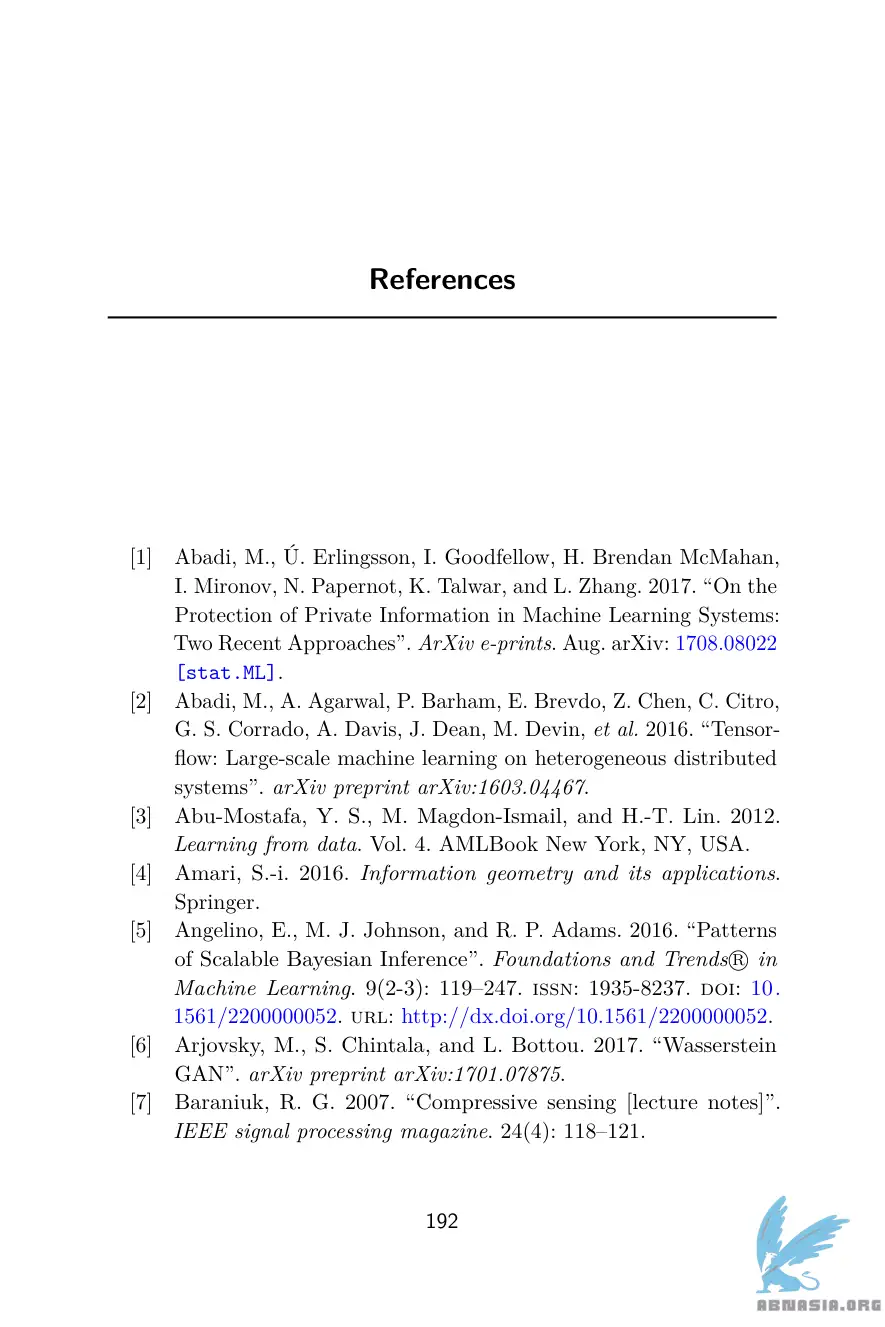 References
[1] Abadi, M., Ú. Erlingsson, I. Goodfellow, H. Brendan McMahan,
I. Mironov, N. Papernot, K. Talwar, and L. Zhang. 2017. “On the
Protection of Private Information in Machine Learning Systems:
Two Recent Approaches”. ArXiv e-prints. Aug. arXiv: 1708.08022
[stat.ML].
[2] Abadi, M., A. Agarwal, P. Barham, E. Brevdo, Z. Chen, C. Citro,
G. S. Corrado, A. Davis, J. Dean, M. Devin, et al. 2016. “Tensor-
flow: Large-scale machine learning on heterogeneous distributed
systems”. arXiv preprint arXiv:1603.04467.
[3] Abu-Mostafa, Y. S., M. Magdon-Ismail, and H.-T. Lin. 2012.
Learning from data. Vol. 4. AMLBook New York, NY, USA.
[4] Amari, S.-i. 2016. Information geometry and its applications.
Springer.
[5] Angelino, E., M. J. Johnson, and R. P. Adams. 2016. “Patterns
of Scalable Bayesian Inference”. Foundations and Trends® in
Machine Learning. 9(2-3): 119–247. ISSN: 1935-8237. DOI: 10.
1561/2200000052. URL: http://dx.doi.org/10.1561/2200000052.
[6] Arjovsky, M., S. Chintala, and L. Bottou. 2017. “Wasserstein
GAN”. arXiv preprint arXiv:1701.07875.
[7] Baraniuk, R. G. 2007. “Compressive sensing [lecture notes]”.
IEEE signal processing magazine. 24(4): 118–121.
192
ABNASIA.ORG